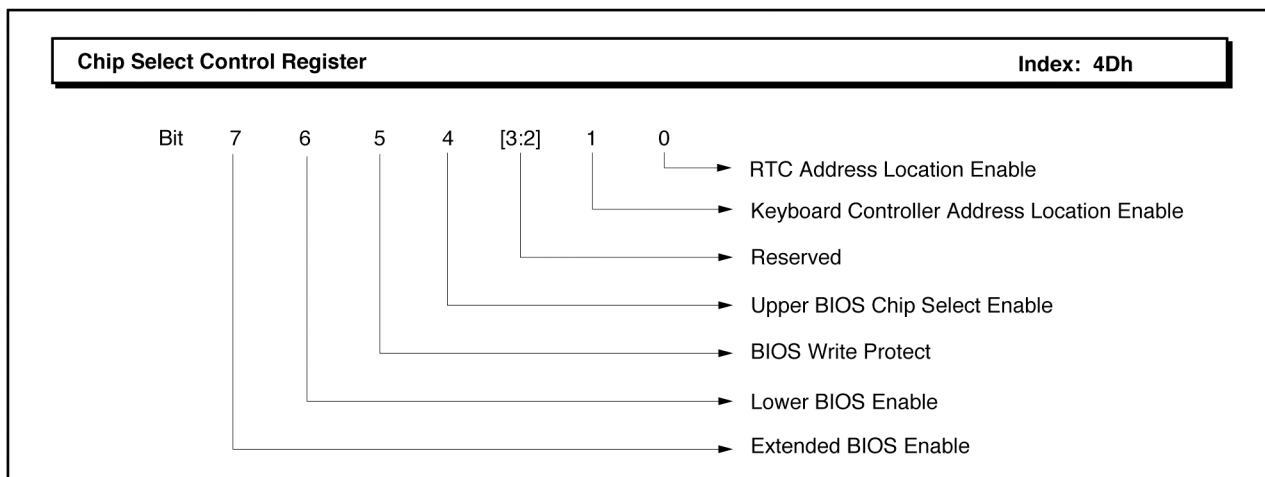 Chip Select Control Register Index: 4Dh
Bit 7 6 5 4 [3:2] 1 0
RTC Address Location Enable
Keyboard Controller Address Location Enable
Reserved
Upper BIOS Chip Select Enable
BIOS Write Protect
Lower BIOS Enable
Extended BIOS Enable